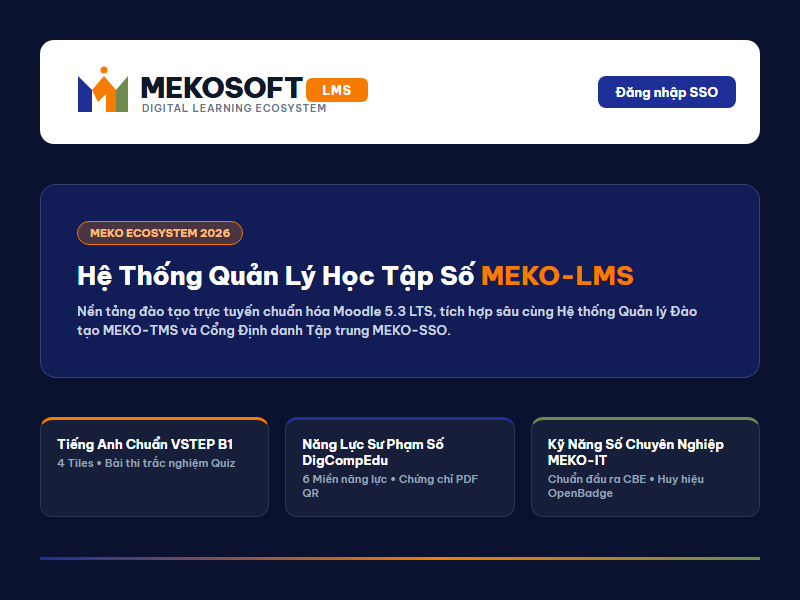 MEKOSOFT LMS
DIGITAL LEARNING ECOSYSTEM
Đăng nhập SSO
MEKO ECOSYSTEM 2026
Hệ Thống Quản Lý Học Tập Số MEKO-LMS
Nền tảng đào tạo trực tuyến chuẩn hóa Moodle 5.3 LTS, tích hợp sâu cùng Hệ thống Quản lý Đào
tạo MEKO-TMS và Cổng Định danh Tập trung MEKO-SSO.
Tiếng Anh Chuẩn VSTEP B1
4 Tiles • Bài thi trắc nghiệm Quiz
Năng Lực Sư Phạm Số
DigCompEdu
6 Miền năng lực • Chứng chỉ PDF
QR
Kỹ Năng Số Chuyên Nghiệp
MEKO-IT
Chuẩn đầu ra CBE • Huy hiệu
OpenBadge